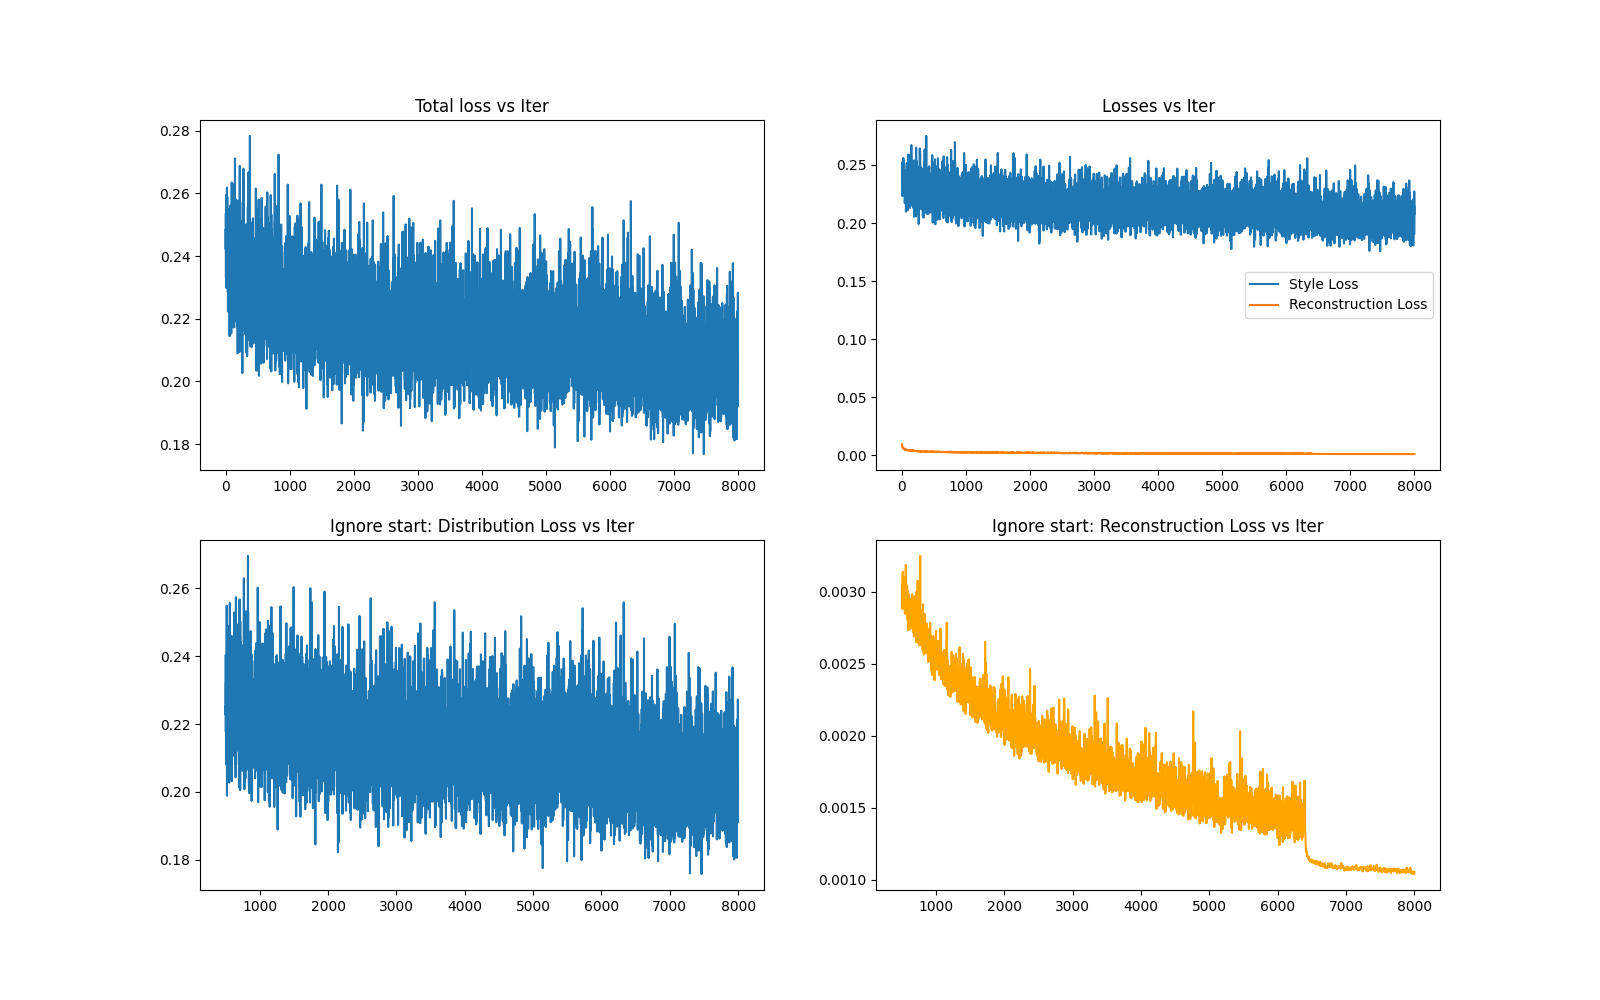 Total loss vs Iter
0.28
0.26
0.24
0.22
0.20
0.18
0 1000 2000 3000 4000 5000 6000 7000 8000
Losses vs Iter
0.25
0.20
0.15
0.10
0.05
0.00
Style Loss
Reconstruction Loss
0 1000 2000 3000 4000 5000 6000 7000 8000
Ignore start: Distribution Loss vs Iter
0.26
0.24
0.22
0.20
0.18
1000 2000 3000 4000 5000 6000 7000 8000
Ignore start: Reconstruction Loss vs Iter
0.0030
0.0025
0.0020
0.0015
0.0010
1000 2000 3000 4000 5000 6000 7000 8000